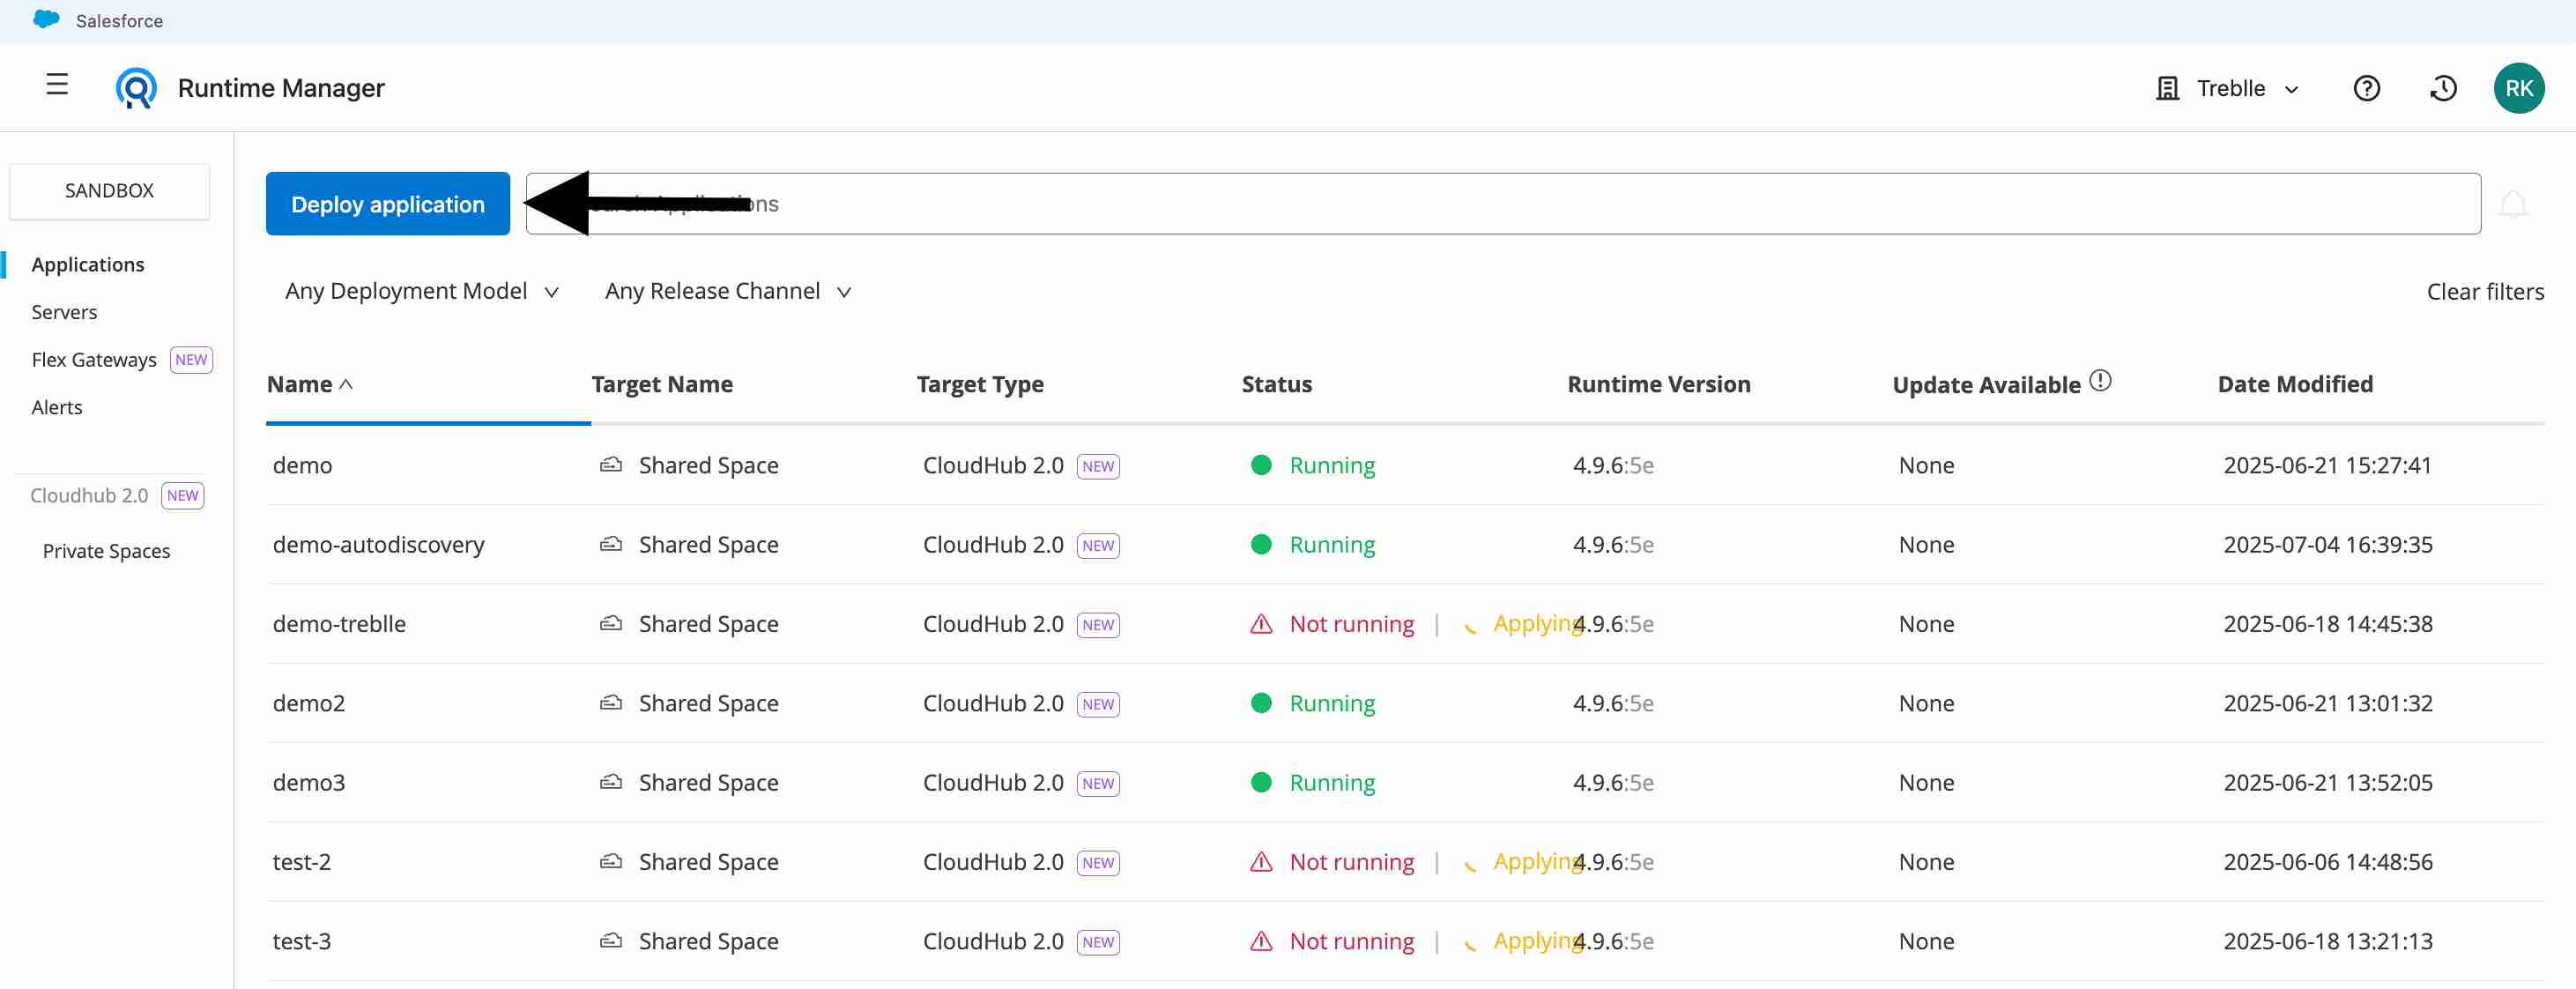 Salesforce
Runtime Manager
Treblle
RK
SANDBOX
Applications
Servers
Flex Gateways NEW
Alerts
Cloudhub 2.0 NEW
Private Spaces
Deploy application
Any Deployment Model
Any Release Channel
Clear filters
Name Target Name Target Type Status Runtime Version Update Available Date Modified
demo Shared Space CloudHub 2.0 NEW Running 4.9.6:5e None 2025-06-21 15:27:41
demo-autodiscovery Shared Space CloudHub 2.0 NEW Running 4.9.6:5e None 2025-07-04 16:39:35
demo-treblle Shared Space CloudHub 2.0 NEW Not running | Applying 4.9.6:5e None 2025-06-18 14:45:38
demo2 Shared Space CloudHub 2.0 NEW Running 4.9.6:5e None 2025-06-21 13:01:32
demo3 Shared Space CloudHub 2.0 NEW Running 4.9.6:5e None 2025-06-21 13:52:05
test-2 Shared Space CloudHub 2.0 NEW Not running | Applying 4.9.6:5e None 2025-06-06 14:48:56
test-3 Shared Space CloudHub 2.0 NEW Not running | Applying 4.9.6:5e None 2025-06-18 13:21:13